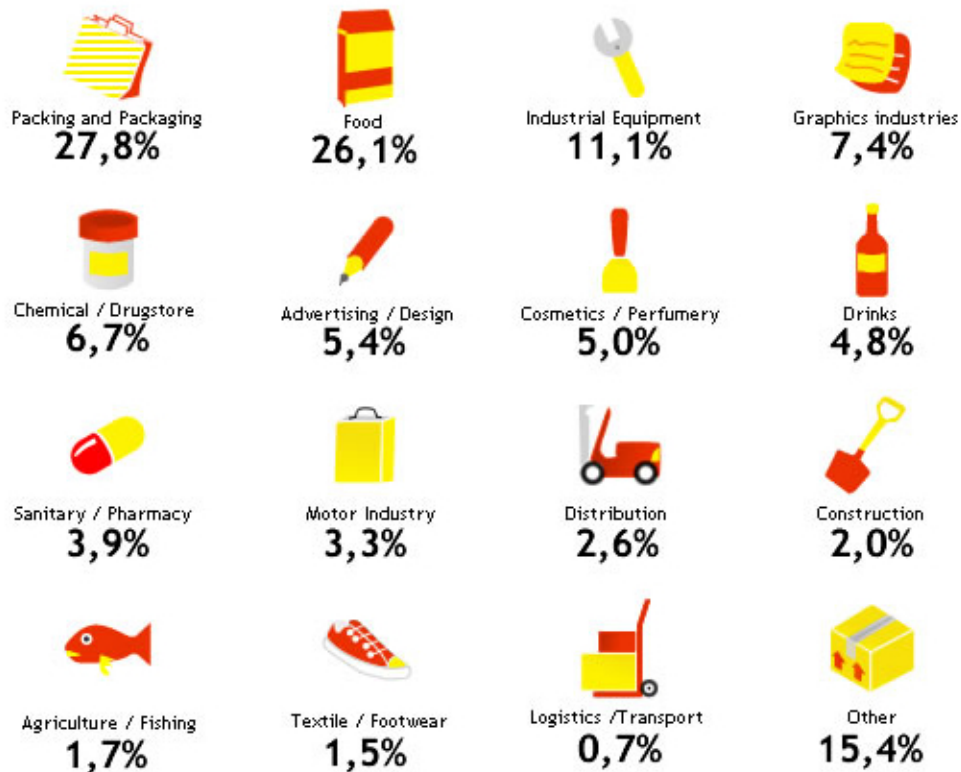 Packing and Packaging
27,8%
Food
26,1%
Industrial Equipment
11,1%
Graphics industries
7,4%
Chemical / Drugstore
6,7%
Advertising / Design
5,4%
Cosmetics / Perfumery
5,0%
Drinks
4,8%
Sanitary / Pharmacy
3,9%
Motor Industry
3,3%
Distribution
2,6%
Construction
2,0%
Agriculture / Fishing
1,7%
Textile / Footwear
1,5%
Logistics /Transport
0,7%
Other
15,4%